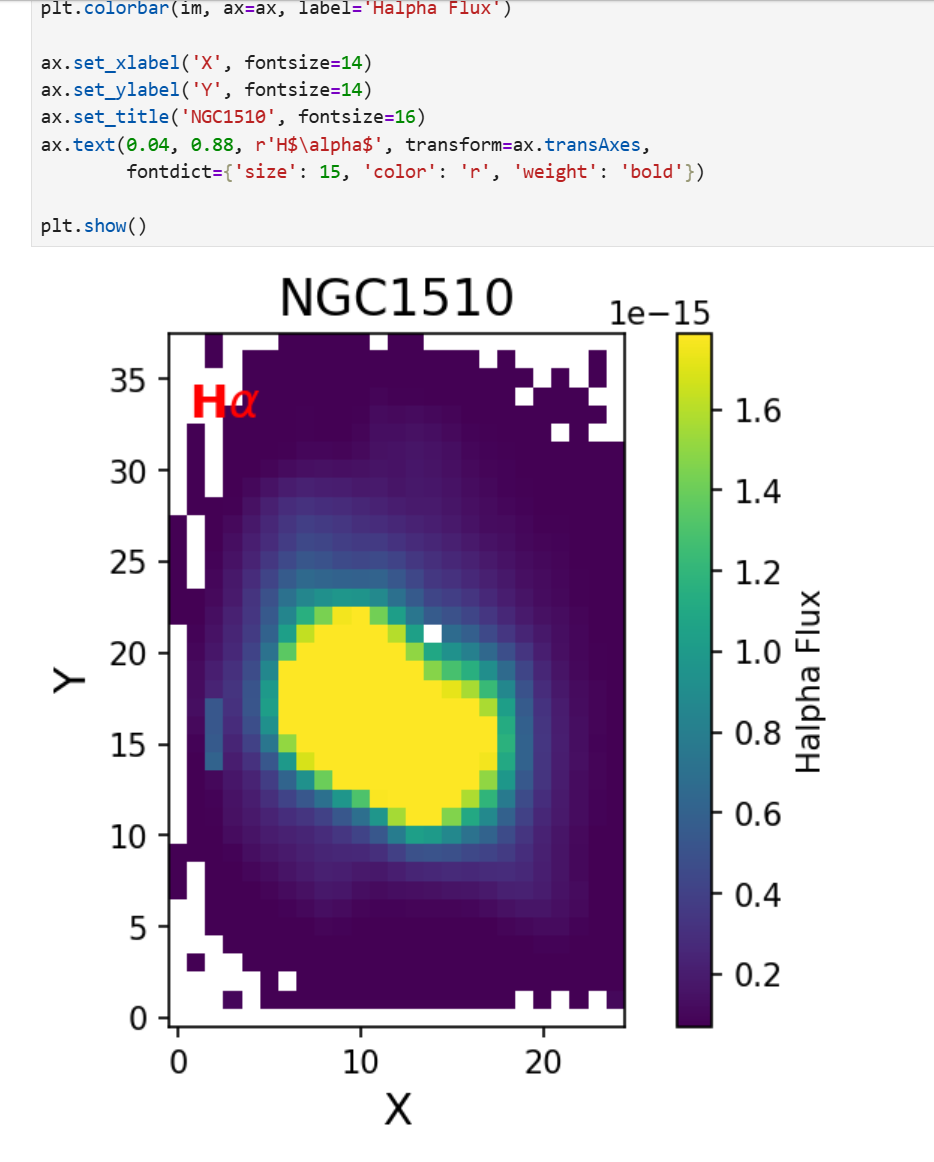 plt.colorbar(im, ax=ax, label='Halpha Flux')
ax.set_xlabel('X', fontsize=14)
ax.set_ylabel('Y', fontsize=14)
ax.set_title('NGC1510', fontsize=16)
ax.text(0.04, 0.88, r'H$\alpha$', transform=ax.transAxes,
fontdict={'size': 15, 'color': 'r', 'weight': 'bold'})
plt.show()
NGC1510
1e−15
Hα
35
30
25
20
15
10
5
0
Y
0
10
20
X
1.6
1.4
1.2
1.0
0.8
0.6
0.4
0.2
Halpha Flux